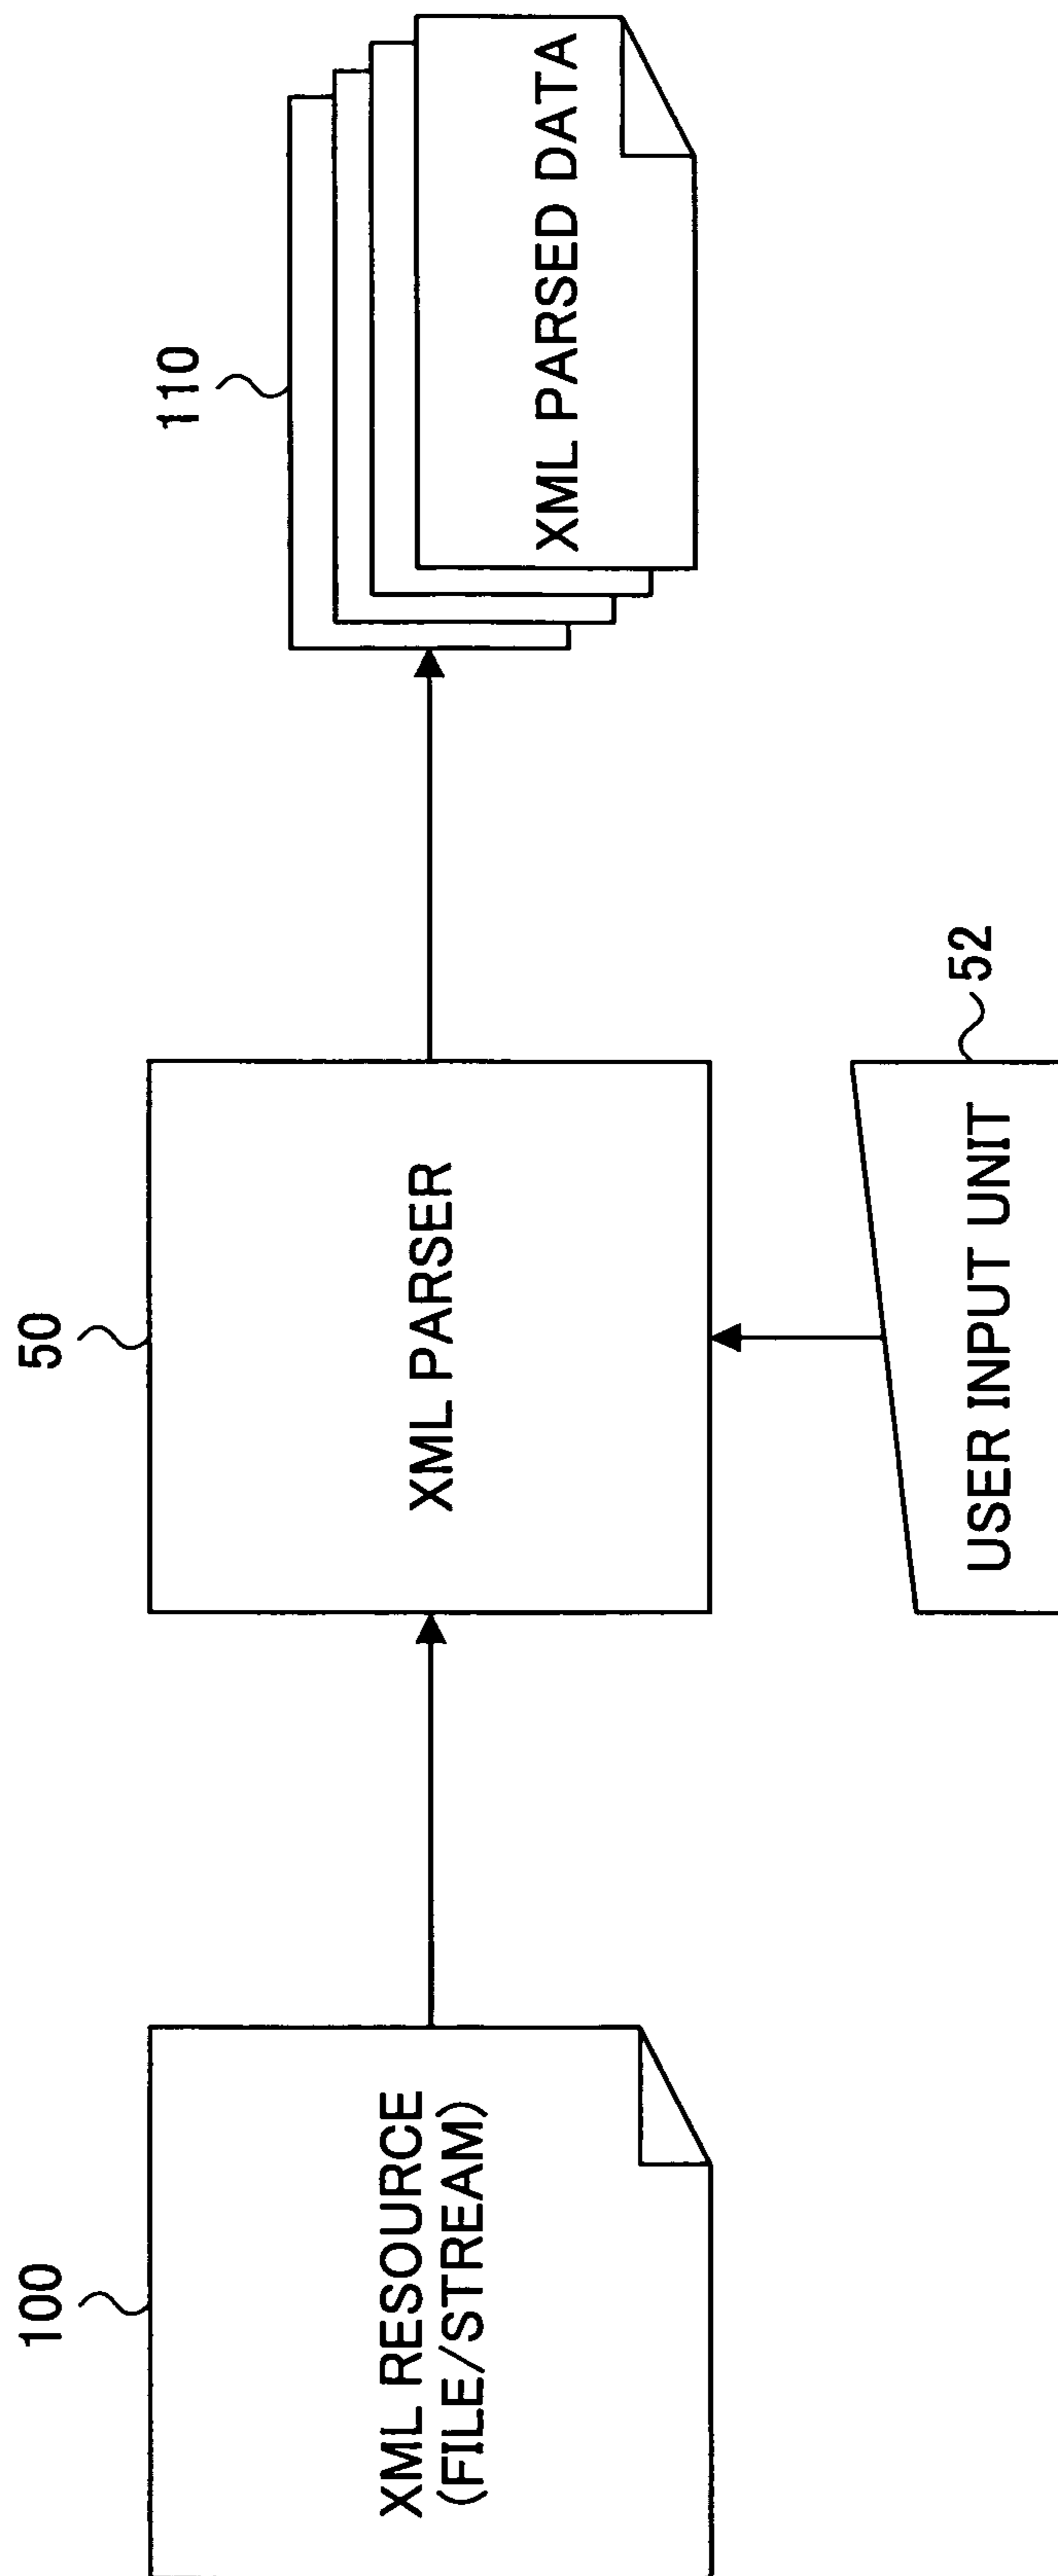 100
XML RESOURCE
(FILE/STREAM)
50
XML PARSER
USER INPUT UNIT
52
110
XML PARSED DATA